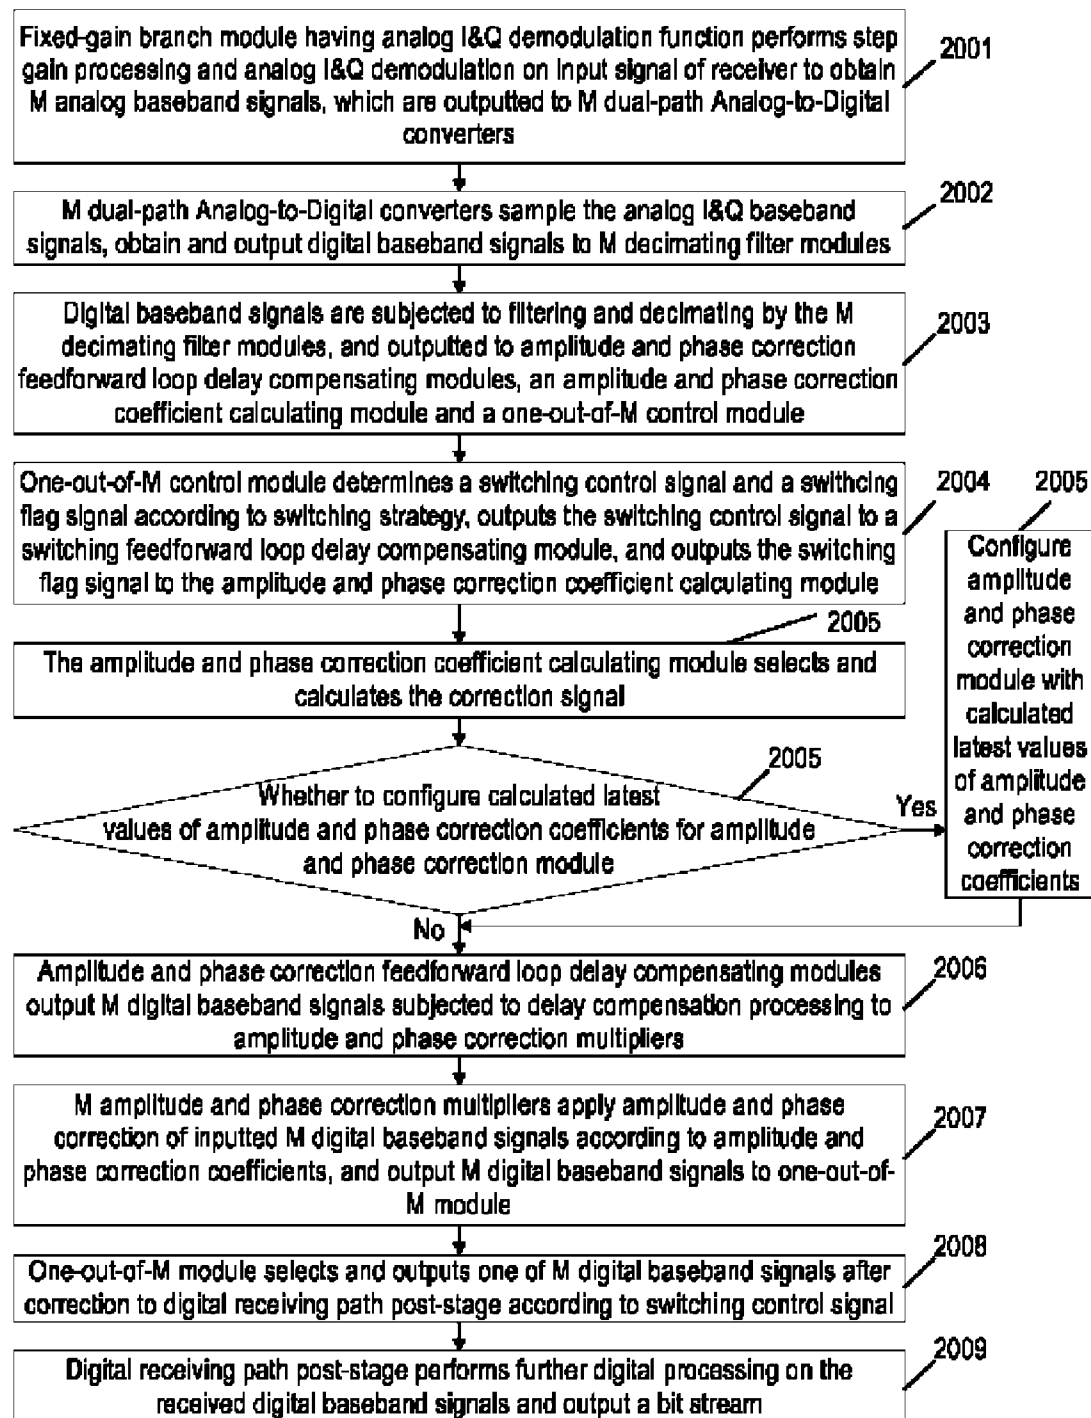 Fixed-gain branch module having analog I&Q demodulation function performs step
gain processing and analog I&Q demodulation on input signal of receiver to obtain
M analog baseband signals, which are outputted to M dual-path Analog-to-Digital
converters
2001
M dual-path Analog-to-Digital converters sample the analog I&Q baseband
signals, obtain and output digital baseband signals to M decimating filter modules
2002
Digital baseband signals are subjected to filtering and decimating by the M
decimating filter modules, and outputted to amplitude and phase correction
feedforward loop delay compensating modules, an amplitude and phase correction
coefficient calculating module and a one-out-of-M control module
2003
One-out-of-M control module determines a switching control signal and a swithcing
flag signal according to switching strategy, outputs the switching control signal to a
switching feedforward loop delay compensating module, and outputs the switching
flag signal to the amplitude and phase correction coefficient calculating module
2004
The amplitude and phase correction coefficient calculating module selects and
calculates the correction signal
2005
Whether to configure calculated latest
values of amplitude and phase correction coefficients for amplitude
and phase correction module
2005
Yes
Configure
amplitude
and phase
correction
module with
calculated
latest values
of amplitude
and phase
correction
coefficients
2005
No
Amplitude and phase correction feedforward loop delay compensating modules
output M digital baseband signals subjected to delay compensation processing to
amplitude and phase correction multipliers
2006
M amplitude and phase correction multipliers apply amplitude and phase
correction of inputted M digital baseband signals according to amplitude and
phase correction coefficients, and output M digital baseband signals to one-out-of-
M module
2007
One-out-of-M module selects and outputs one of M digital baseband signals after
correction to digital receiving path post-stage according to switching control signal
2008
Digital receiving path post-stage performs further digital processing on the
received digital baseband signals and output a bit stream
2009